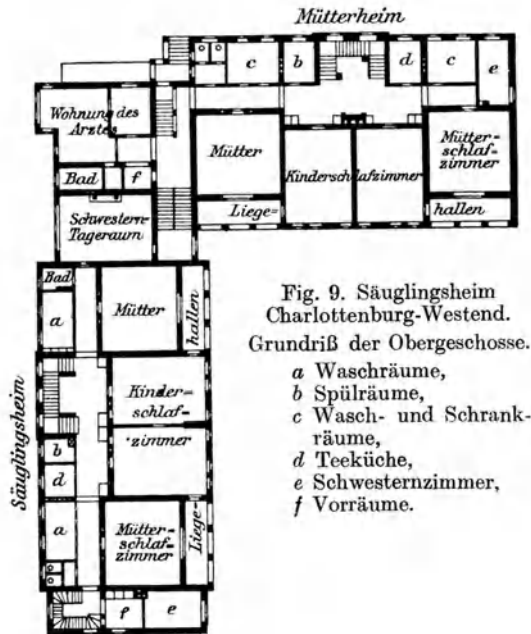 Mütterheim
c
b
d
c
e
Wohnung des
Arztes
Mütter
Kindersch
lafzimmer
Mütter-
schlaf-
zimmer
Bad
f
Liege-
hallen
Schwestern-
Tageraum
Bad
a
Mütter
hallen
Säuglingsheim
Kinder-
schlaf-
zimmer
b
d
a
Mütter-
schlaf-
zimmer
Liege-
f
e
Fig. 9. Säuglingsheim
Charlottenburg-Westend.
Grundriß der Obergeschosse.
a Waschräume,
b Spülräume,
c Wasch- und Schrank-
räume,
d Teeküche,
e Schwesternzimmer,
f Vorräume.